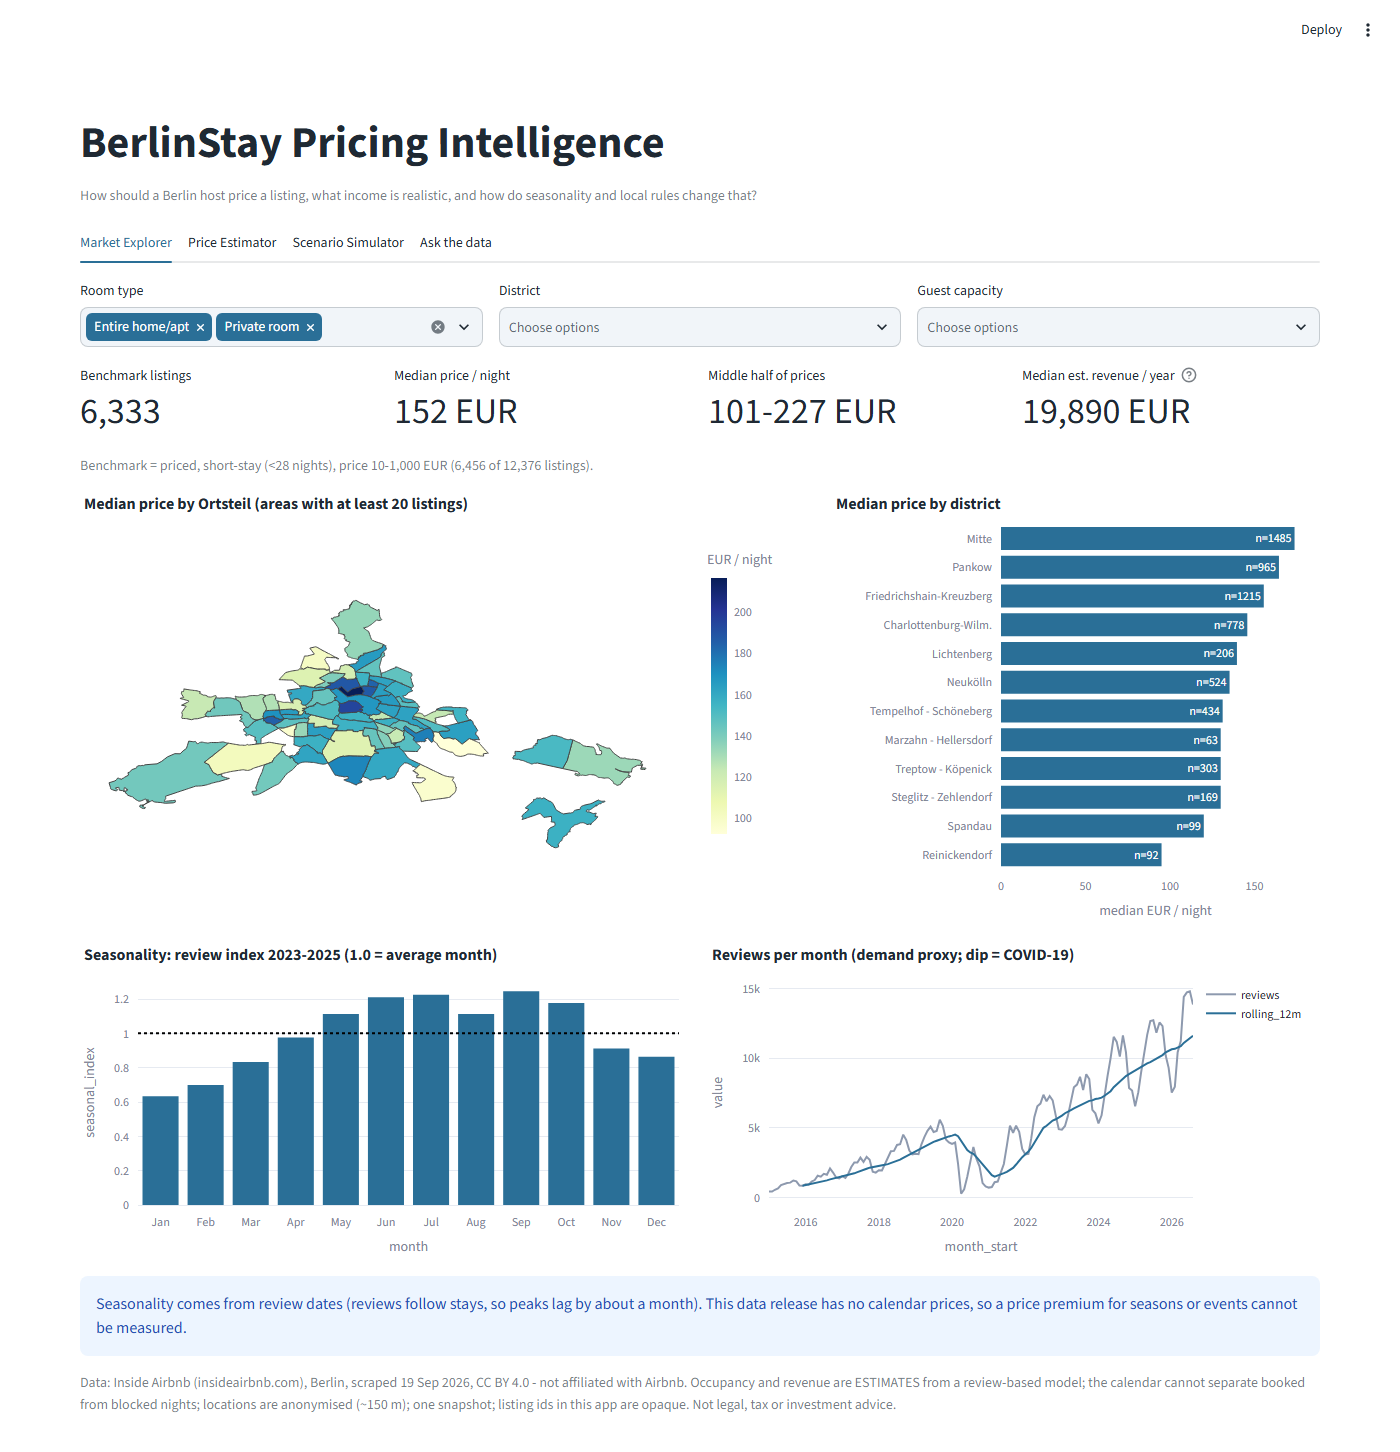 Deploy
BerlinStay Pricing Intelligence
How should a Berlin host price a listing, what income is realistic, and how do seasonality and local rules change that?
Market Explorer
Price Estimator
Scenario Simulator
Ask the data
Room type
District
Guest capacity
Entire home/apt
Private room
Choose options
Choose options
Benchmark listings
Median price / night
Middle half of prices
Median est. revenue / year
6,333
152 EUR
101-227 EUR
19,890 EUR
Benchmark = priced, short-stay (<28 nights), price 10-1,000 EUR (6,456 of 12,376 listings).
Median price by Ortsteil (areas with at least 20 listings)
EUR / night
200
180
160
140
120
100
Median price by district
Mitte n=1485
Pankow n=965
Friedrichshain-Kreuzberg n=1215
Charlottenburg-Wilm. n=778
Lichtenberg n=206
Neukölln n=524
Tempelhof - Schöneberg n=434
Marzahn - Hellersdorf n=63
Treptow - Köpenick n=303
Steglitz - Zehlendorf n=169
Spandau n=99
Reinickendorf n=92
0 50 100 150
median EUR / night
Seasonality: review index 2023-2025 (1.0 = average month)
seasonal_index
1.2
1
0.8
0.6
0.4
0.2
0
Jan Feb Mar Apr May Jun Jul Aug Sep Oct Nov Dec
month
Reviews per month (demand proxy; dip = COVID-19)
value
15k
10k
5k
0
2016 2018 2020 2022 2024 2026
month_start
reviews
rolling_12m
Seasonality comes from review dates (reviews follow stays, so peaks lag by about a month). This data release has no calendar prices, so a price premium for seasons or events cannot
be measured.
Data: Inside Airbnb (insideairbnb.com), Berlin, scraped 19 Sep 2026, CC BY 4.0 - not affiliated with Airbnb. Occupancy and revenue are ESTIMATES from a review-based model; the calendar cannot separate booked
from blocked nights; locations are anonymised (~150 m); one snapshot; listing ids in this app are opaque. Not legal, tax or investment advice.